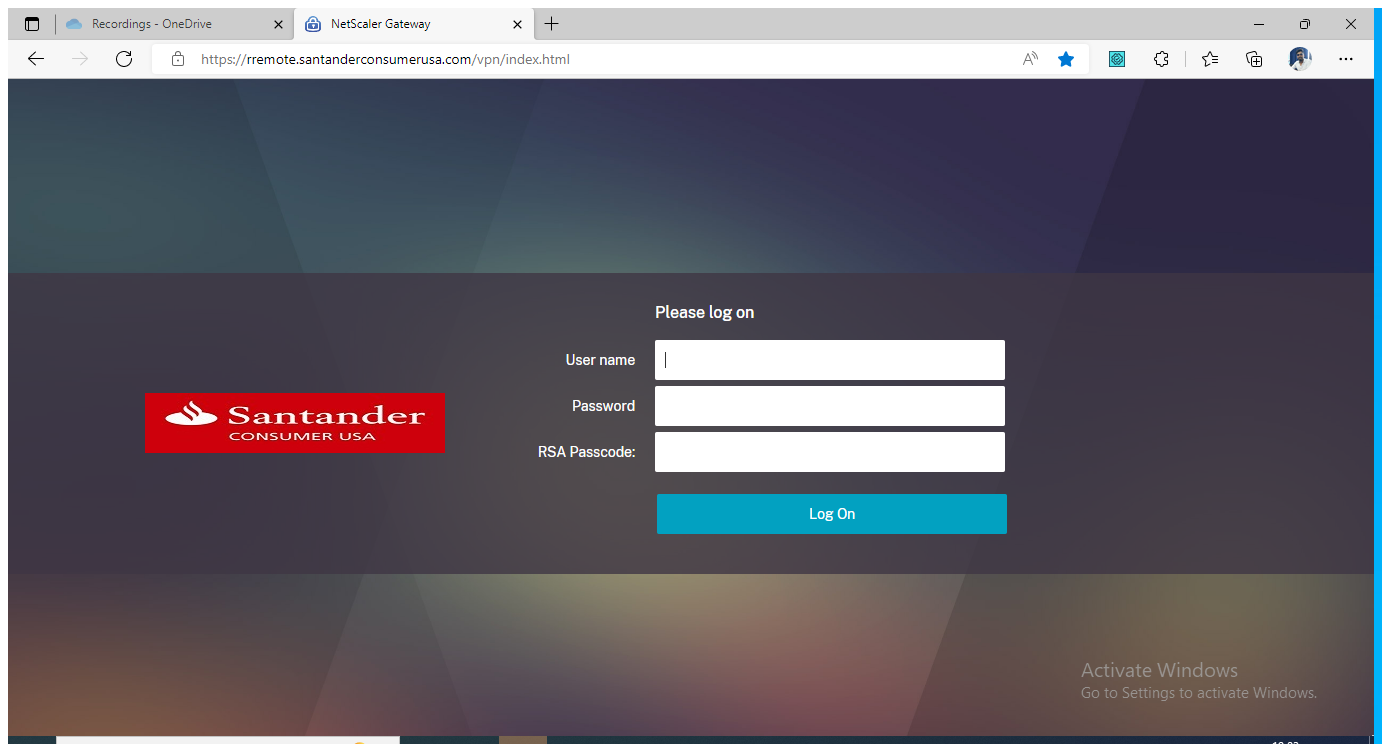 Recordings - OneDrive
NetScaler Gateway
https://rremote.santanderconsumerusa.com/vpn/index.html
Please log on
User name
Password
RSA Passcode:
Santander
CONSUMER USA
Log On
Activate Windows
Go to Settings to activate Windows.